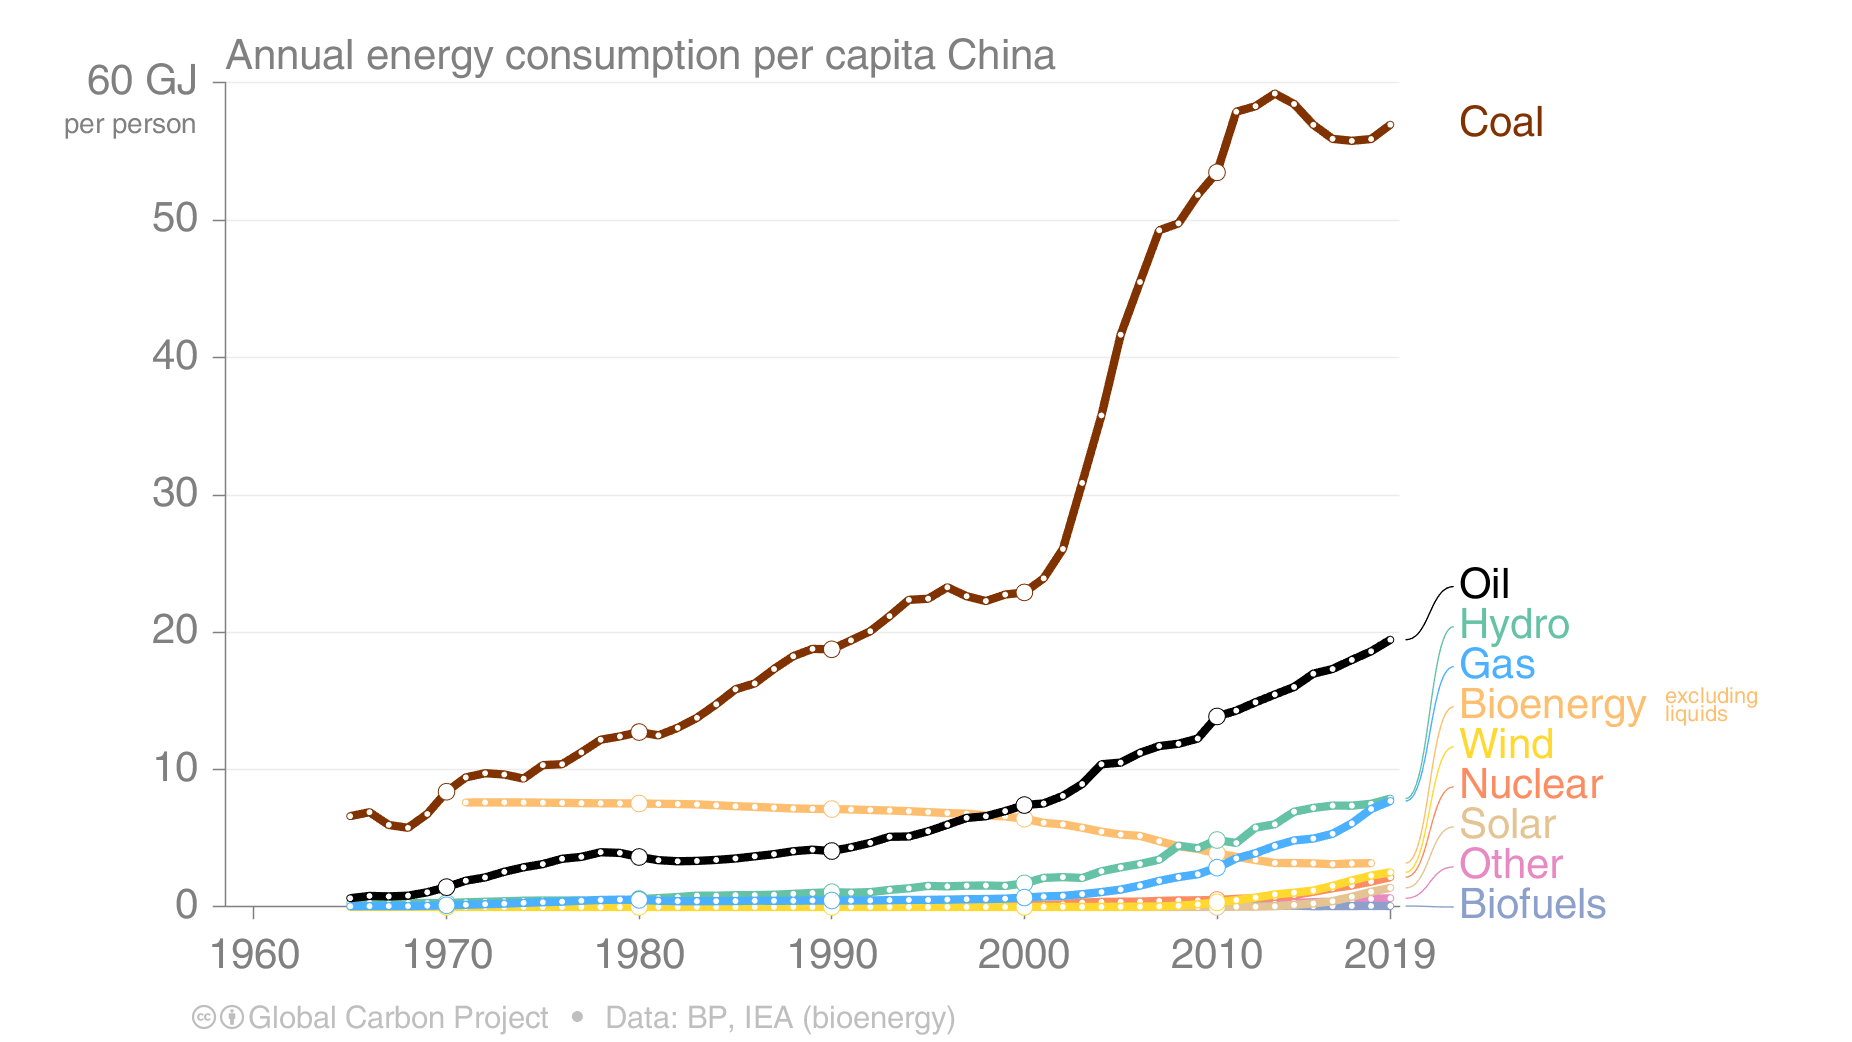 Annual energy consumption per capita China
60 GJ
per person
50
40
30
20
10
0
1960 1970 1980 1990 2000 2010 2019
Coal
Oil
Hydro
Gas
Bioenergy excluding liquids
Wind
Nuclear
Solar
Other
Biofuels
cc Global Carbon Project • Data: BP, IEA (bioenergy)